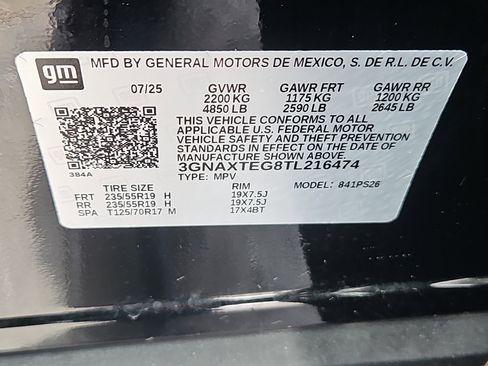 gm MFD BY GENERAL MOTORS DE MEXICO, S. DE R.L. DE C.V.
07/25 GVWR GAWR FRT GAWR RR
2200 KG 1175 KG 1200 KG
4850 LB 2590 LB 2645 LB
THIS VEHICLE CONFORMS TO ALL
APPLICABLE U.S. FEDERAL MOTOR
VEHICLE SAFETY AND THEFT PREVENTION
STANDARDS IN EFFECT ON THE DATE OF
MANUFACTURE SHOWN ABOVE.
3GNAXTEG8TL216474
384A TYPE: MPV MODEL: 841PS26
TIRE SIZE RIM
FRT 235/55R19 H 19X7.5J
RR 235/55R19 H 19X7.5J
SPA T125/70R17 M 17X4BT